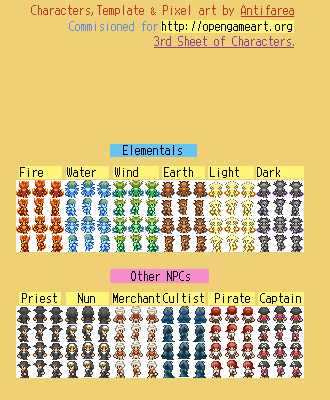 Characters, Template & Pixel art by Antifarea
Commisioned for http://opengameart.org
3rd Sheet of Characters.
Elementals
Fire Water Wind Earth Light Dark
Other NPCs
Priest Nun Merchant Cultist Pirate Captain